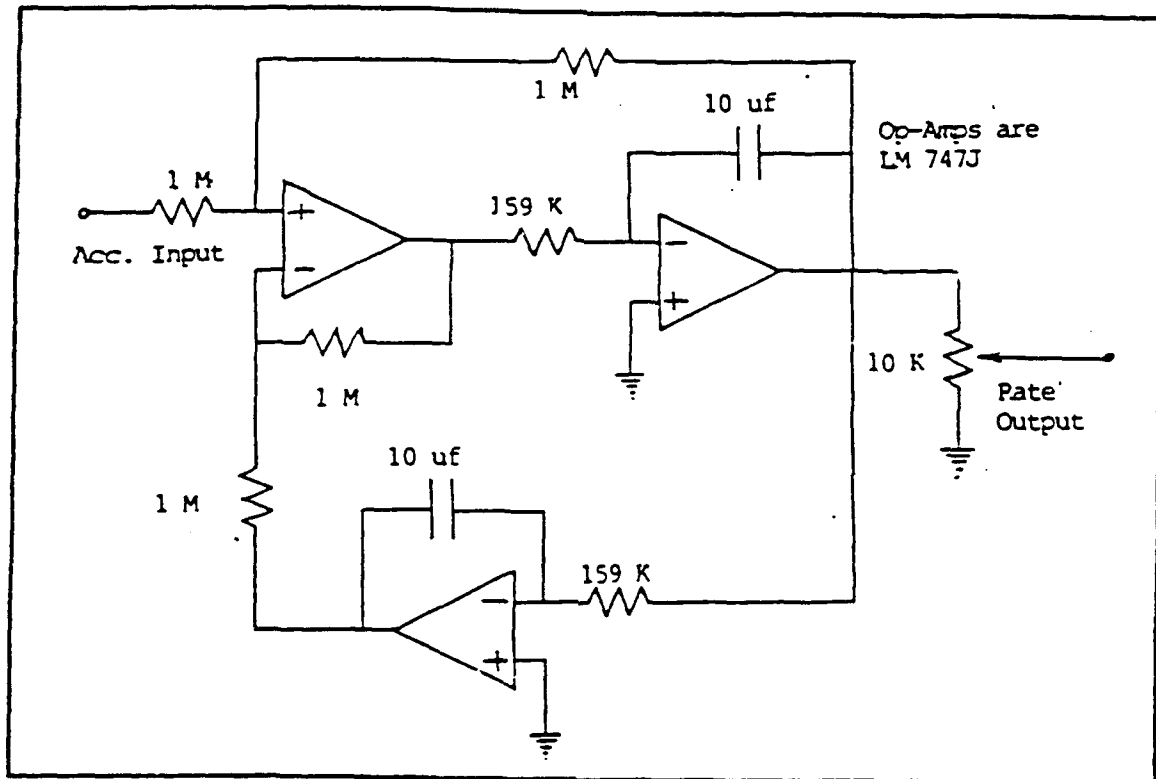 1 M
10 uf
Op-Amps are
LM 747J
1 M
159 K
+
−
Acc. Input
−
+
1 M
10 K
Rate
Output
10 uf
1 M
159 K
−
+